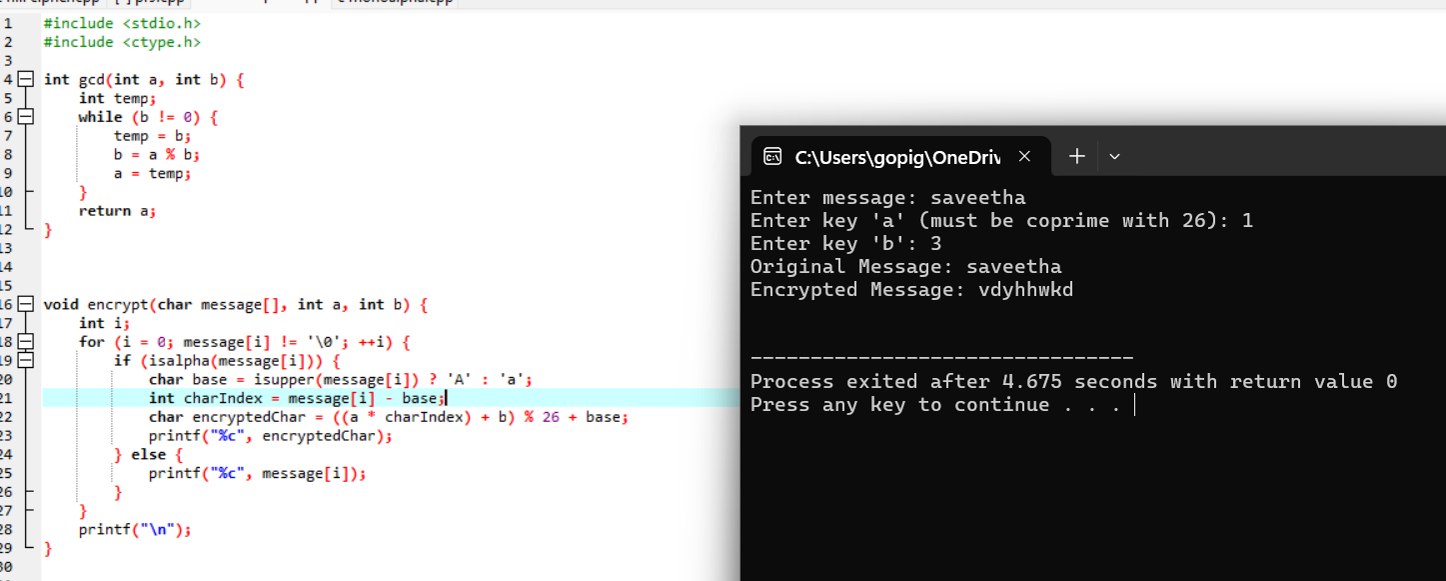 1 #include <stdio.h>
2 #include <ctype.h>
3
4 int gcd(int a, int b) {
5 int temp;
6 while (b != 0) {
7 temp = b;
8 b = a % b;
9 a = temp;
10 }
11 return a;
12 }
13
14
15
16 void encrypt(char message[], int a, int b) {
17 int i;
18 for (i = 0; message[i] != '\0'; ++i) {
19 if (isalpha(message[i])) {
20 char base = isupper(message[i]) ? 'A' : 'a';
21 int charIndex = message[i] - base;
22 char encryptedChar = ((a * charIndex) + b) % 26 + base;
23 printf("%c", encryptedChar);
24 } else {
25 printf("%c", message[i]);
26 }
27 }
28 printf("\n");
29 }
30
C:\Users\gopig\OneDriv
Enter message: saveetha
Enter key 'a' (must be coprime with 26): 1
Enter key 'b': 3
Original Message: saveetha
Encrypted Message: vdyhhwkd
--------------------------------
Process exited after 4.675 seconds with return value 0
Press any key to continue . . .